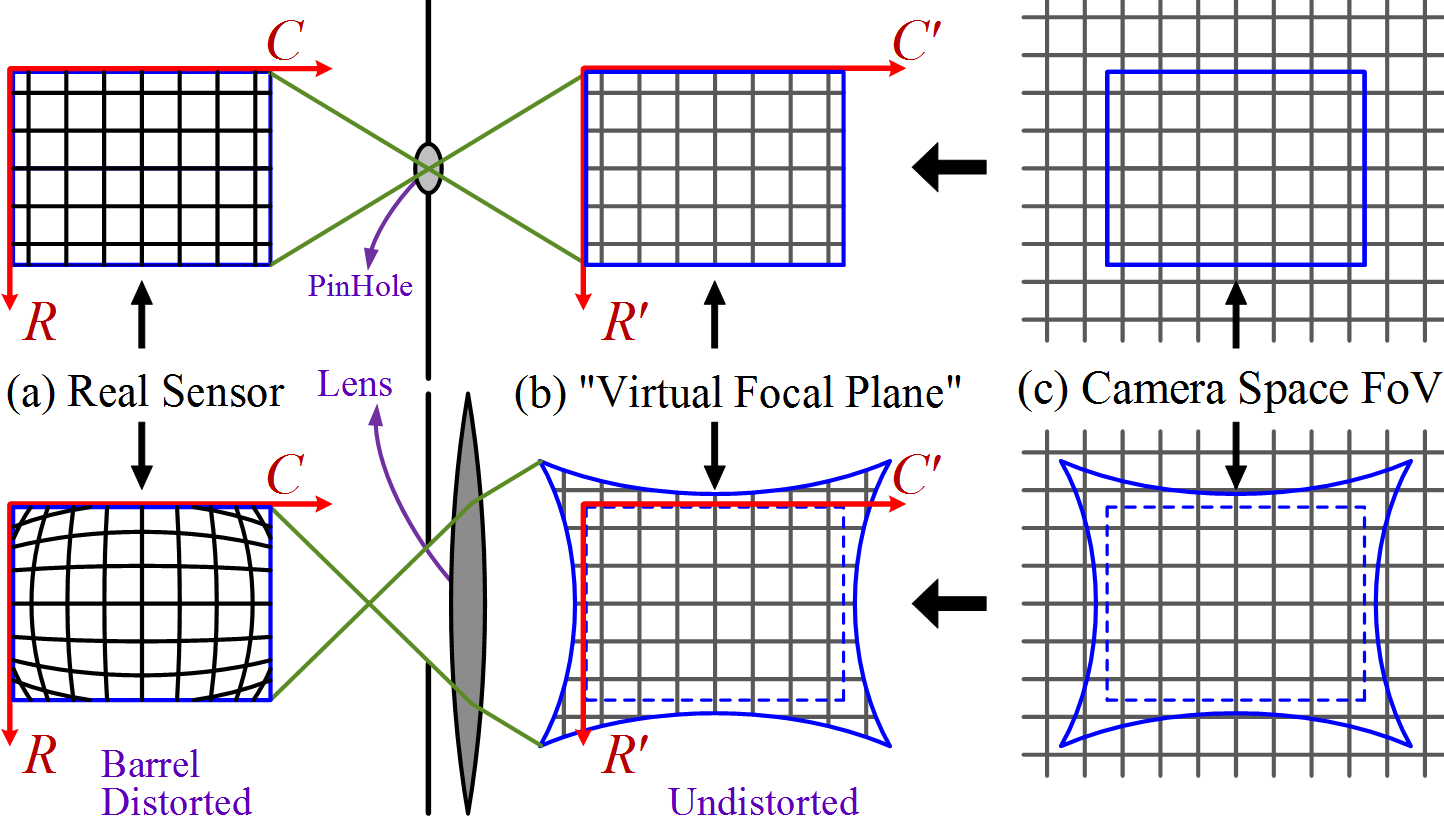 C
C′
PinHole
R
R′
(a) Real Sensor
Lens
(b) "Virtual Focal Plane"
(c) Camera Space FoV
C
C′
R
Barrel
Distorted
R′
Undistorted